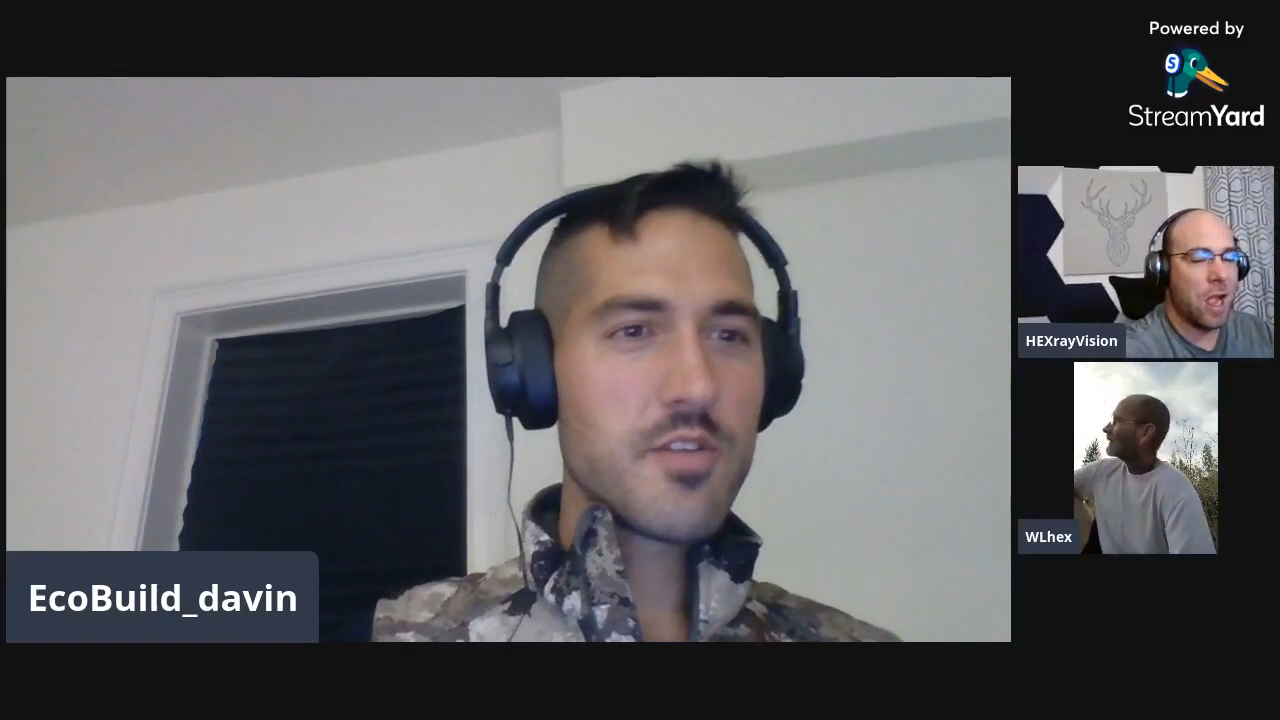 Powered by
StreamYard
HEXrayVision
WLhex
EcoBuild_davin